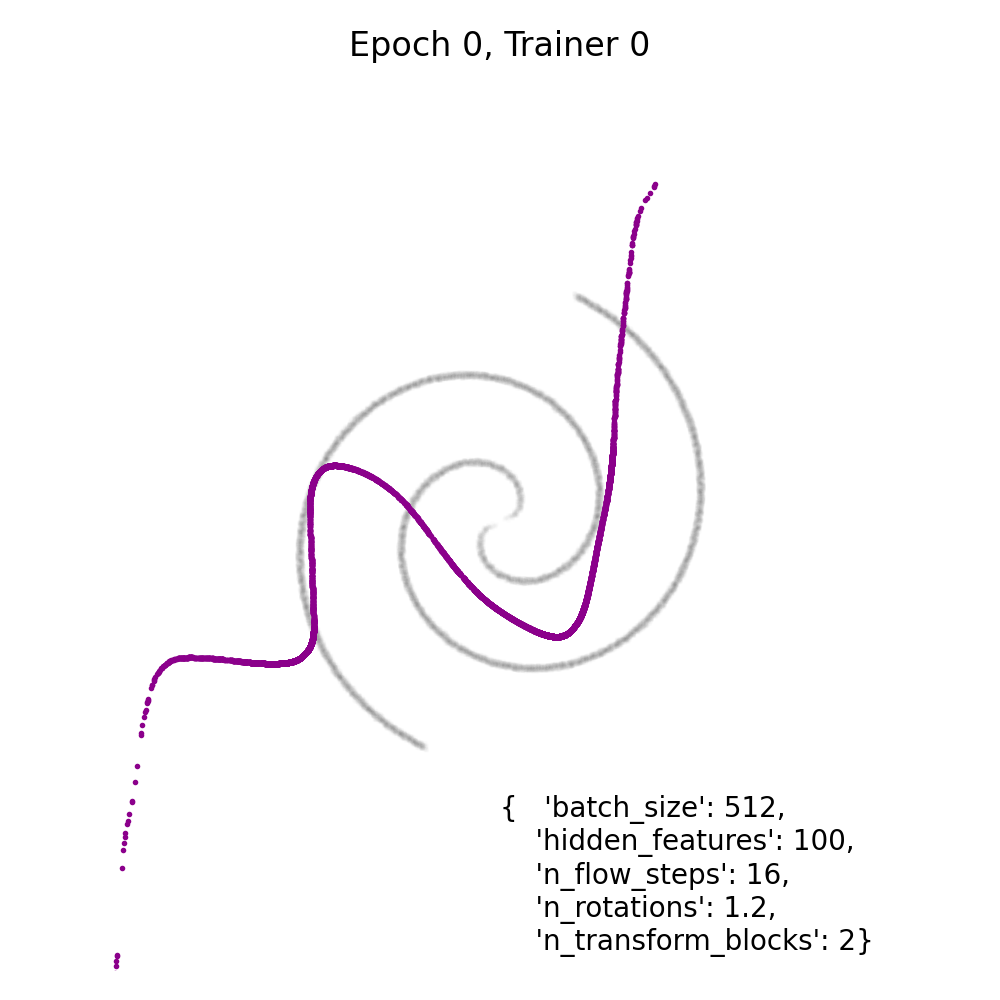 Epoch 0, Trainer 0
{   'batch_size': 512,
'hidden_features': 100,
'n_flow_steps': 16,
'n_rotations': 1.2,
'n_transform_blocks': 2}